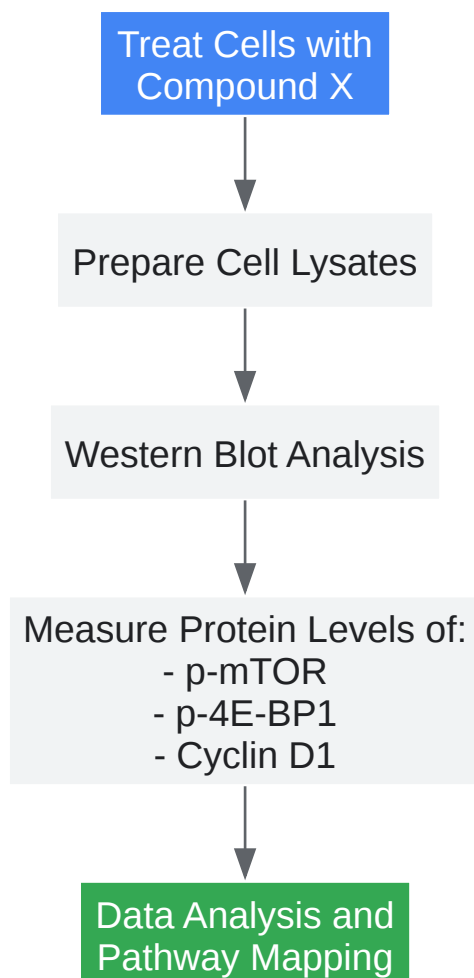 Treat Cells with
Compound X
Prepare Cell Lysates
Western Blot Analysis
Measure Protein Levels of:
- p-mTOR
- p-4E-BP1
- Cyclin D1
Data Analysis and
Pathway Mapping